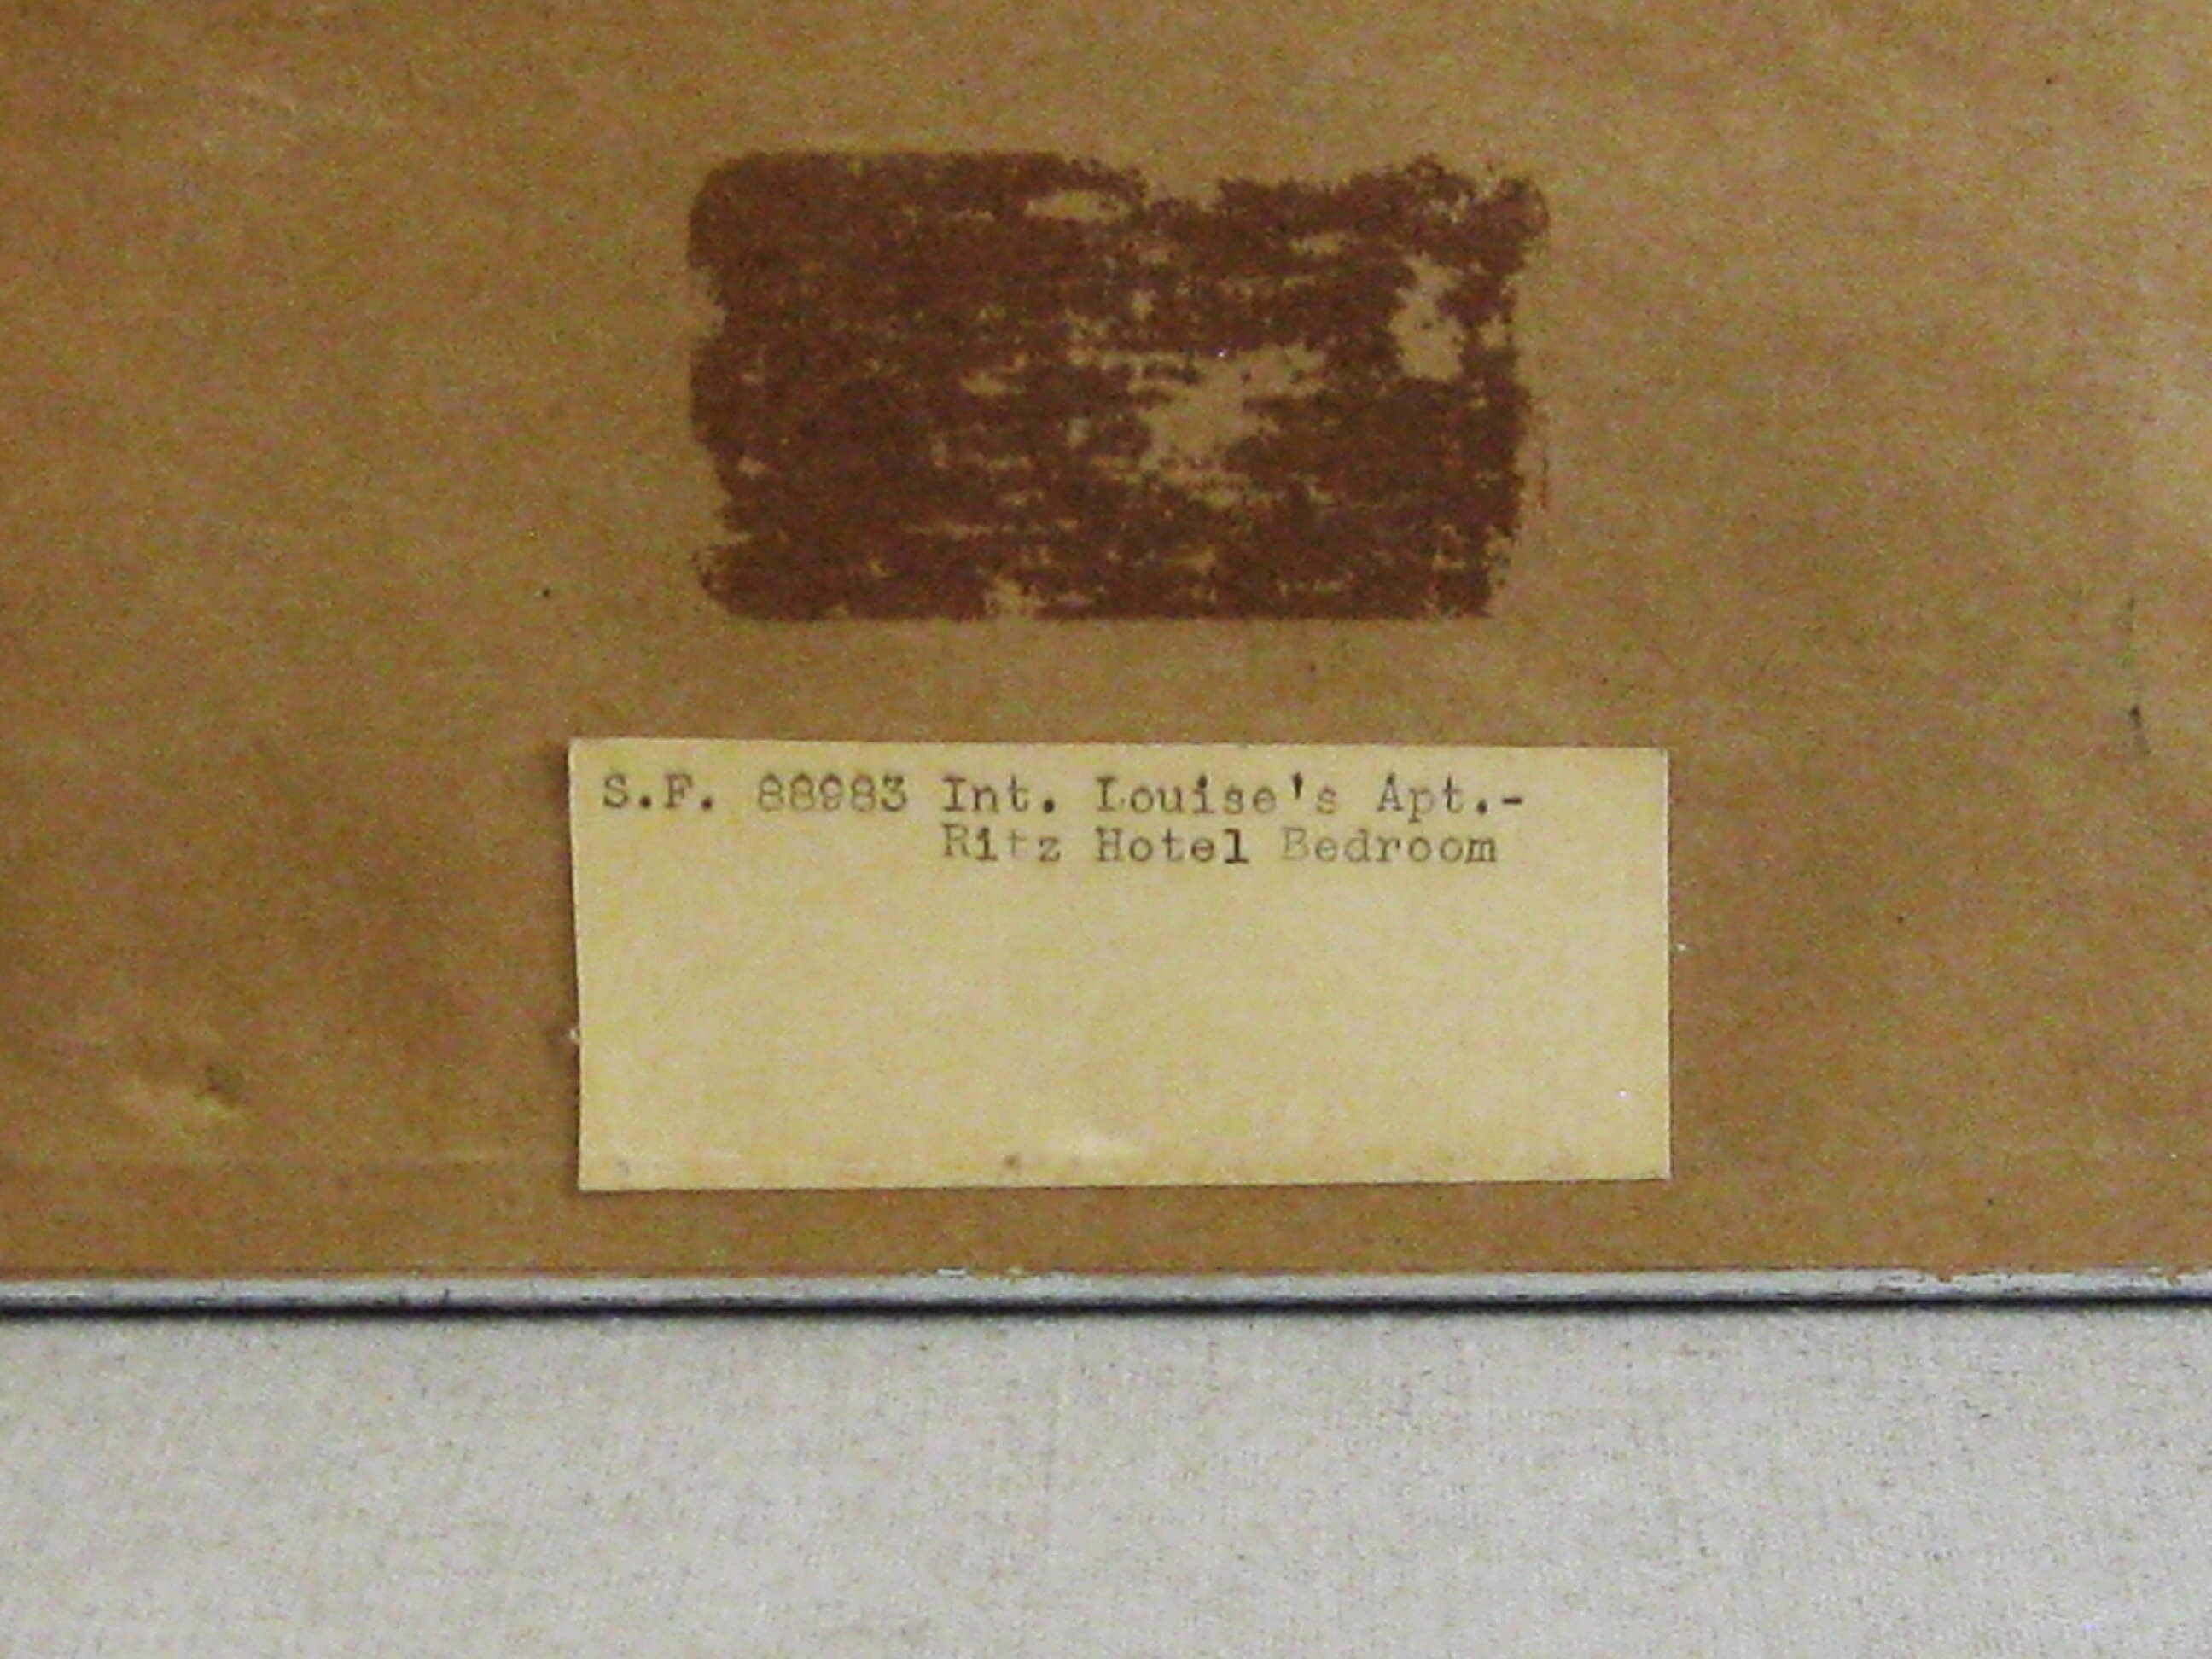 S.F. 88983 Int. Louise's Apt.-
Ritz Hotel Bedroom